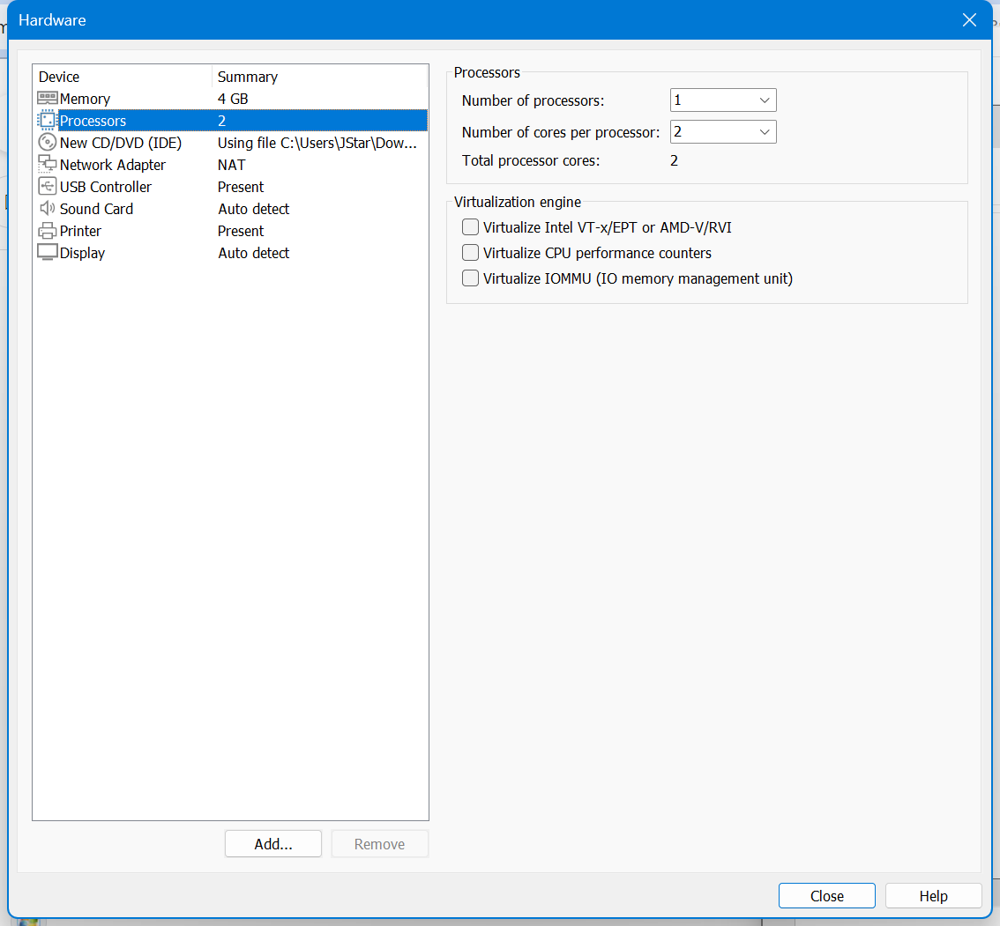 Hardware
Device Summary
Memory 4 GB
Processors 2
New CD/DVD (IDE) Using file C:\Users\JStar\Dow...
Network Adapter NAT
USB Controller Present
Sound Card Auto detect
Printer Present
Display Auto detect
Add...
Remove
Processors
Number of processors: 1
Number of cores per processor: 2
Total processor cores: 2
Virtualization engine
Virtualize Intel VT-x/EPT or AMD-V/RVI
Virtualize CPU performance counters
Virtualize IOMMU (IO memory management unit)
Close
Help